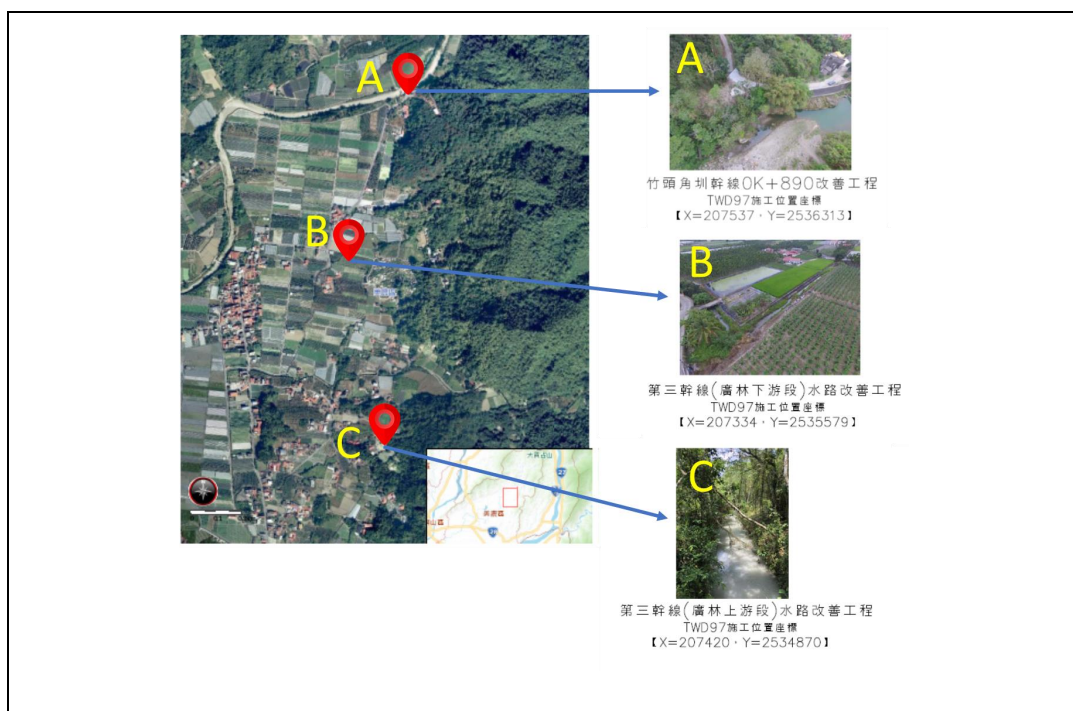 A
A
竹頭角圳幹線0K+890改善工程
TWD97施工位置座標
【X=207537，Y=2536313】
B
B
第三幹線(廣林下游段)水路改善工程
TWD97施工位置座標
【X=207334，Y=2535579】
C
C
第三幹線(廣林上游段)水路改善工程
TWD97施工位置座標
【X=207420，Y=2534870】